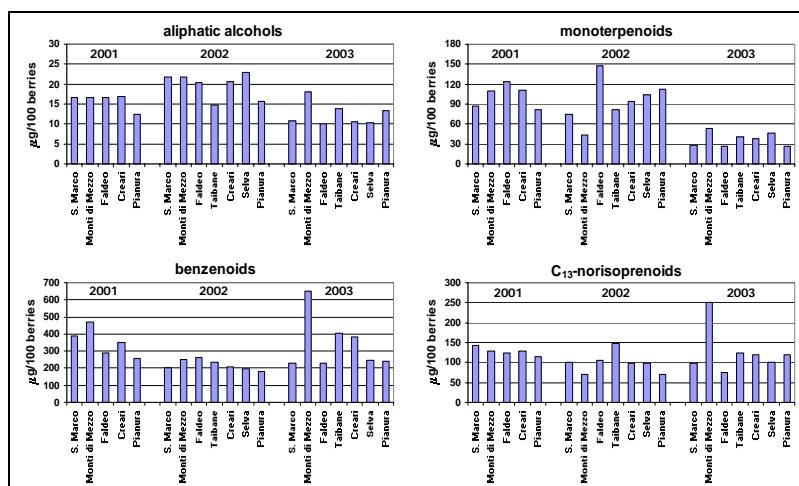 aliphatic alcohols
2001 2002 2003
µg/100 berries
30
25
20
15
10
5
0
S. Marco
Monti di Mezzo
Faldeo
Creari
Pianura
S. Marco
Monti di Mezzo
Faldeo
Taibane
Creari
Selva
Pianura
S. Marco
Monti di Mezzo
Faldeo
Taibane
Creari
Selva
Pianura
monoterpenoids
2001 2002 2003
µg/100 berries
180
150
120
90
60
30
0
S. Marco
Monti di Mezzo
Faldeo
Creari
Pianura
S. Marco
Monti di Mezzo
Faldeo
Taibane
Creari
Selva
Pianura
S. Marco
Monti di Mezzo
Faldeo
Taibane
Creari
Selva
Pianura
benzenoids
2001 2002 2003
µg/100 berries
700
600
500
400
300
200
100
0
S. Marco
Monti di Mezzo
Faldeo
Creari
Pianura
S. Marco
Monti di Mezzo
Faldeo
Taibane
Creari
Selva
Pianura
S. Marco
Monti di Mezzo
Faldeo
Taibane
Creari
Selva
Pianura
C₁₃-norisoprenoids
2001 2002 2003
µg/100 berries
300
250
200
150
100
50
0
S. Marco
Monti di Mezzo
Faldeo
Creari
Pianura
S. Marco
Monti di Mezzo
Faldeo
Taibane
Creari
Selva
Pianura
S. Marco
Monti di Mezzo
Faldeo
Taibane
Creari
Selva
Pianura